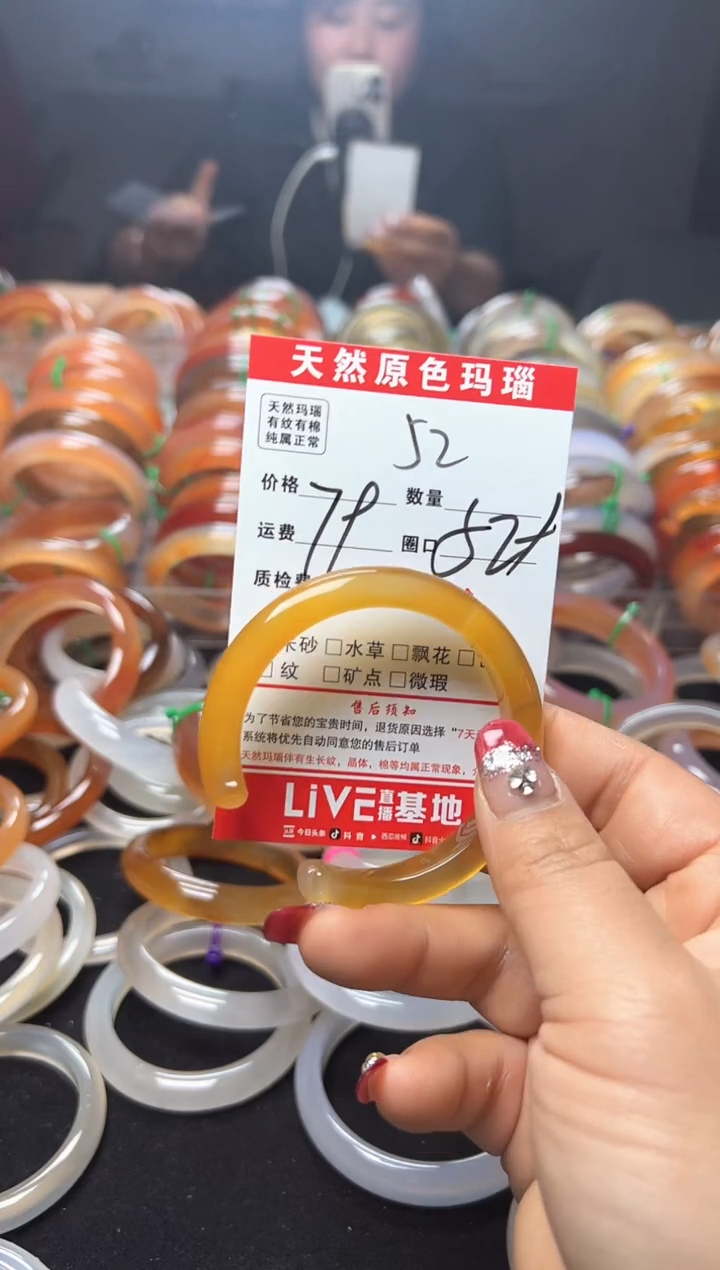 天然原色玛瑙
天然玛瑙
有纹有棉
纯属正常
52
价格
数量
运费
圈口
质检费
砂 □水草 □飘花
纹 □矿点 □微瑕
售后须知
为了节省您的宝贵时间，退货原因选择“7天
系统将优先自动同意您的售后订单
天然玛瑙伴有生长纹，晶体，棉等均属正常现象，
LiVE直播基地
今日头条 抖音 西瓜视频